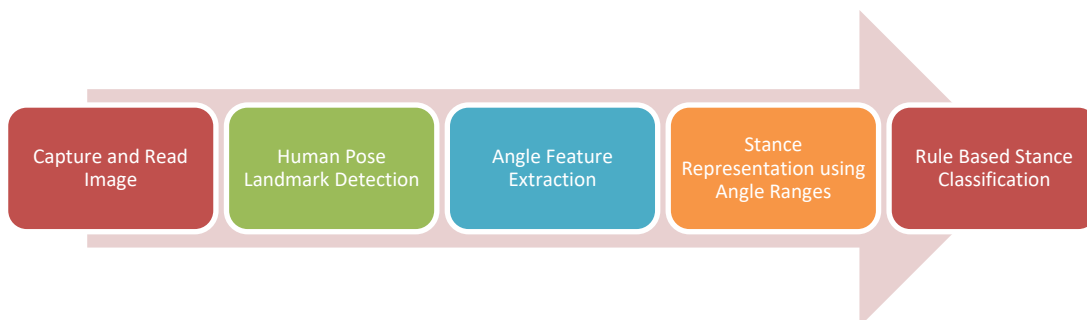 Capture and Read
Image
Human Pose
Landmark Detection
Angle Feature
Extraction
Stance
Representation using
Angle Ranges
Rule Based Stance
Classification